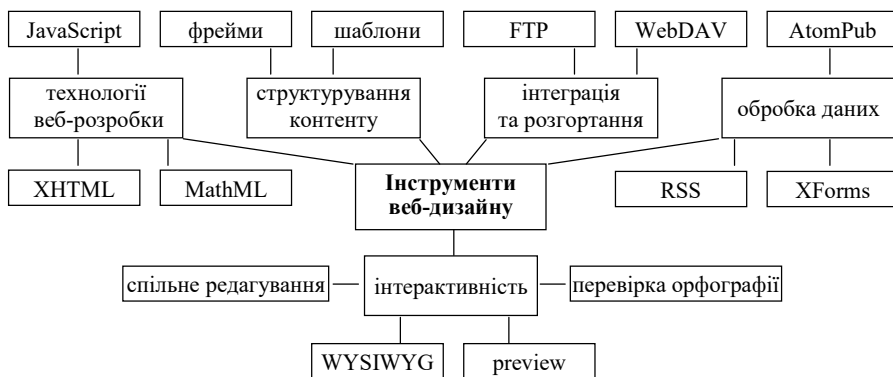 JavaScript
фрейми
шаблони
FTP
WebDAV
AtomPub
технології
веб-розробки
структурування
контенту
інтеграція
та розгортання
обробка даних
XHTML
MathML
Інструменти
веб-дизайну
RSS
XForms
спільне редагування
інтерактивність
перевірка орфографії
WYSIWYG
preview